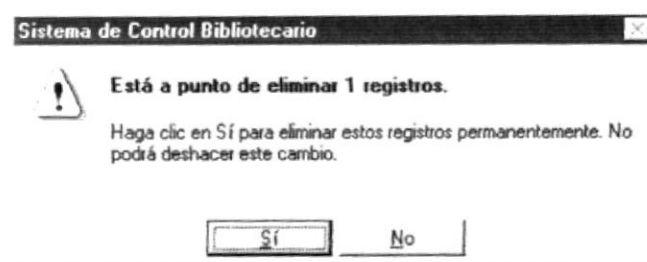 Sistema de Control Bibliotecario
Está a punto de eliminar 1 registros.
Haga clic en Sí para eliminar estos registros permanentemente. No
podrá deshacer este cambio.
Sí
No